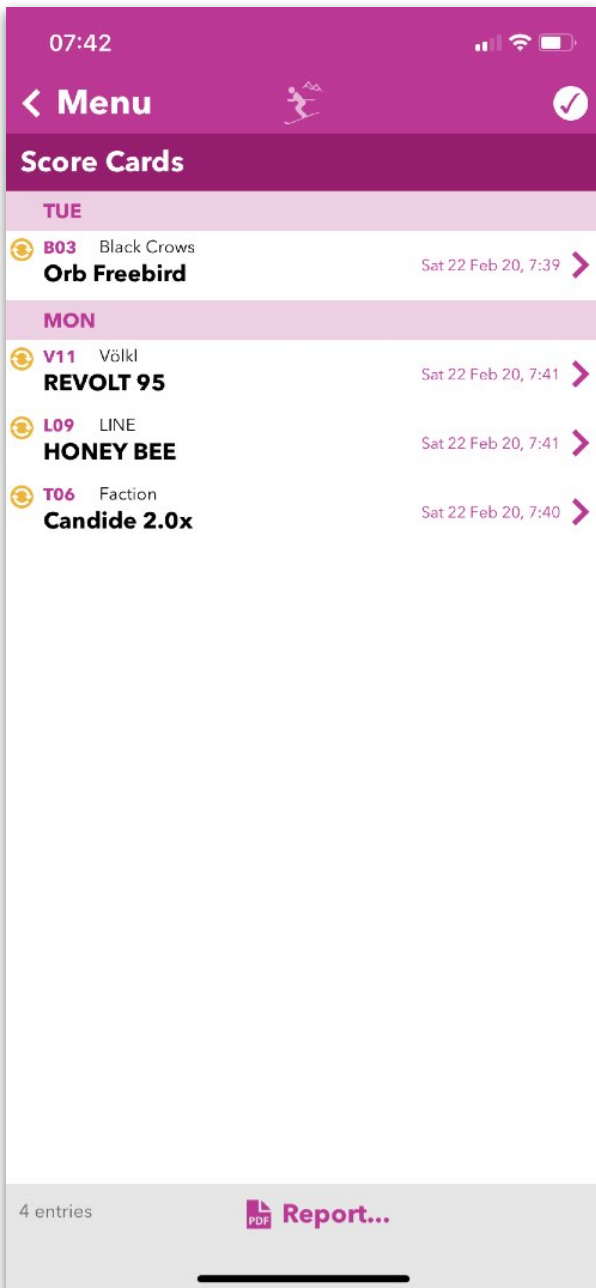 07:42
Menu
Score Cards
TUE
B03 Black Crows
Orb Freebird
Sat 22 Feb 20, 7:39
MON
V11 Völkl
REVOLT 95
Sat 22 Feb 20, 7:41
L09 LINE
HONEY BEE
Sat 22 Feb 20, 7:41
T06 Faction
Candide 2.0x
Sat 22 Feb 20, 7:40
4 entries
PDF Report...